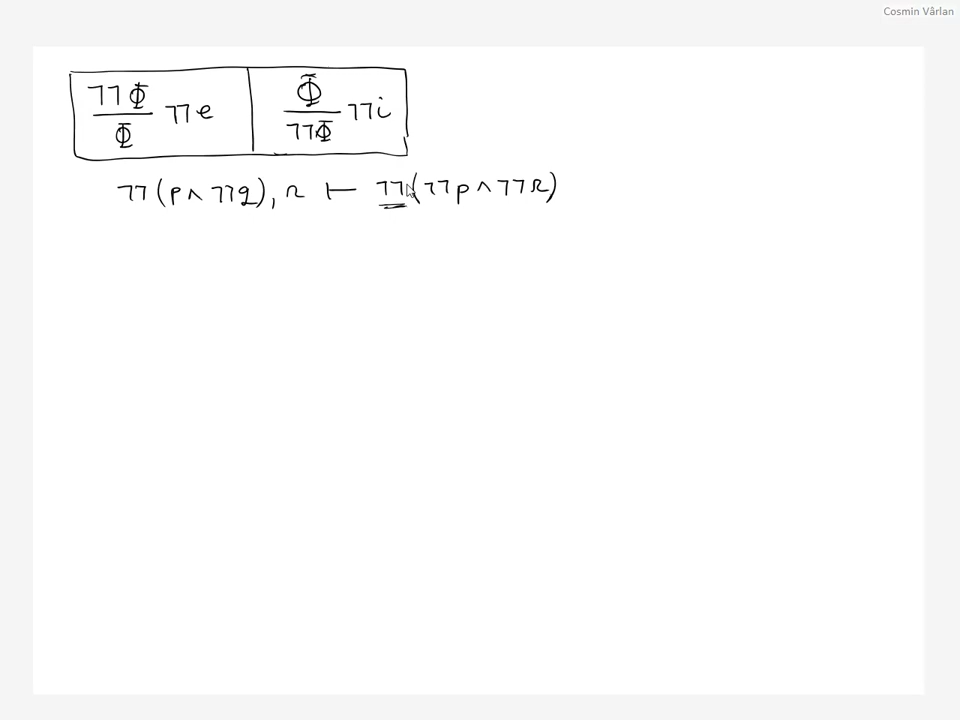 Cosmin Vârlan
¬¬Φ / Φ ¬¬e | Φ / ¬¬Φ ¬¬i
¬¬(p ∧ ¬¬q), r ⊢ ¬¬(¬¬p ∧ ¬¬r)